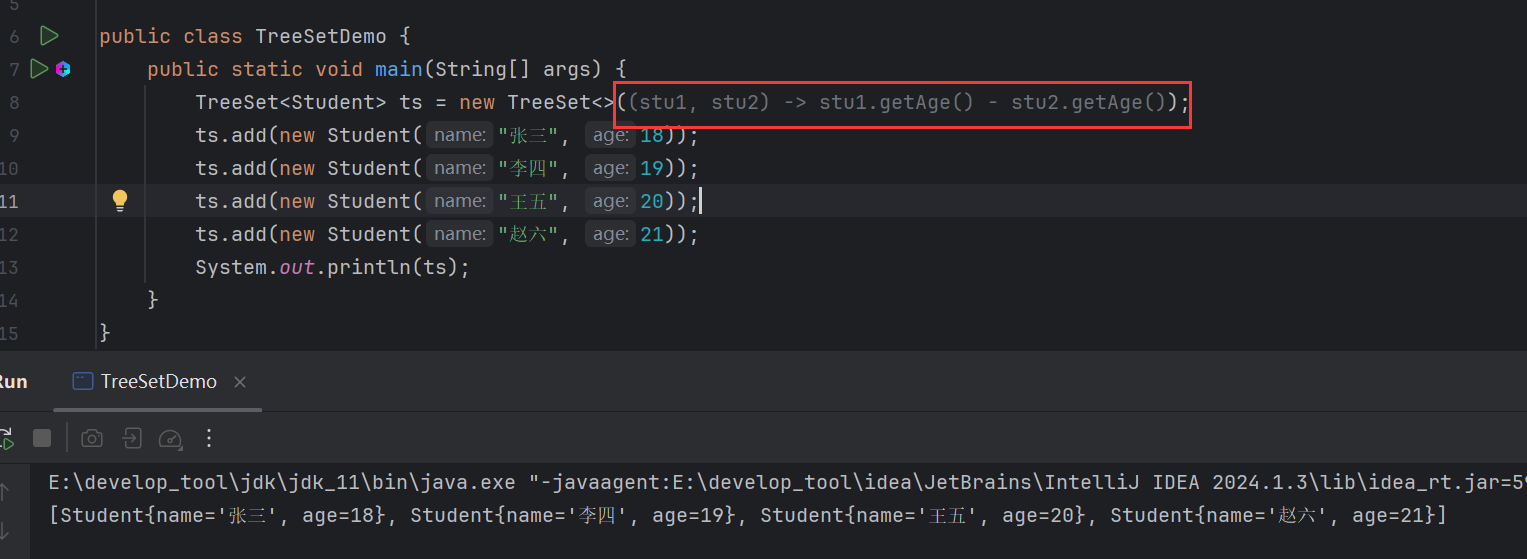 5
6 public class TreeSetDemo {
7 public static void main(String[] args) {
8 TreeSet<Student> ts = new TreeSet<>((stu1, stu2) -> stu1.getAge() - stu2.getAge());
9 ts.add(new Student( name: "张三", age: 18));
10 ts.add(new Student( name: "李四", age: 19));
11 ts.add(new Student( name: "王五", age: 20));
12 ts.add(new Student( name: "赵六", age: 21));
13 System.out.println(ts);
14 }
15 }
Run TreeSetDemo
E:\develop_tool\jdk\jdk_11\bin\java.exe "-javaagent:E:\develop_tool\idea\JetBrains\IntelliJ IDEA 2024.1.3\lib\idea_rt.jar=59
[Student{name='张三', age=18}, Student{name='李四', age=19}, Student{name='王五', age=20}, Student{name='赵六', age=21}]